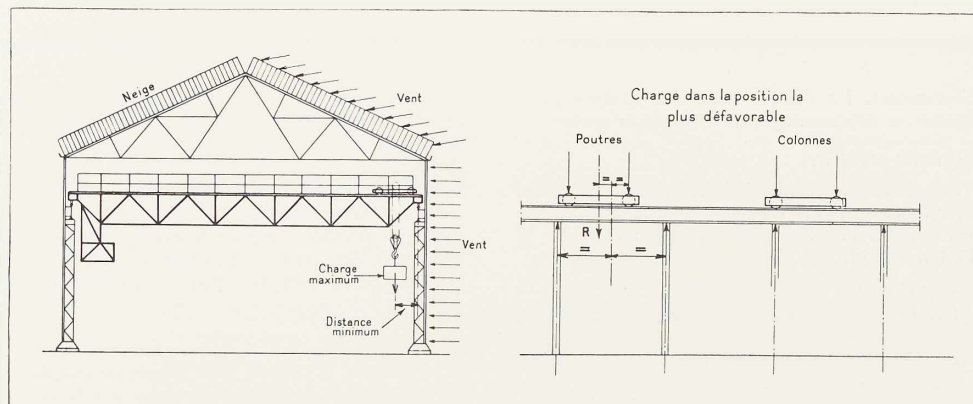 Neige
Vent
Vent
Charge
maximum
Distance
minimum
Charge dans la position la
plus défavorable
Poutres
Colonnes
R